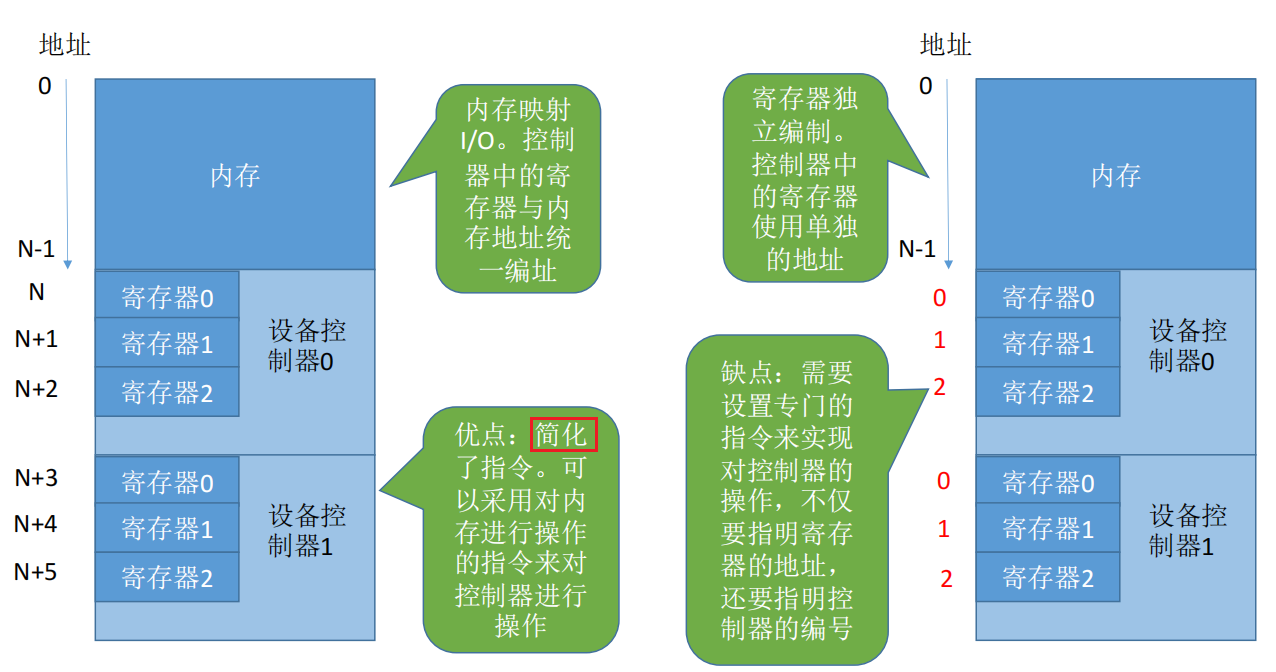 地址
0
内存
N-1
N
N+1
N+2
寄存器0
寄存器1
寄存器2
设备控
制器0
N+3
N+4
N+5
寄存器0
寄存器1
寄存器2
设备控
制器1
内存映射
I/O。控制
器中的寄
存器与内
存地址统
一编址
优点：简化
了指令。可
以采用对内
存进行操作
的指令来对
控制器进行
操作
寄存器独
立编制。
控制器中
的寄存器
使用单独
的地址
缺点：需要
设置专门的
指令来实现
对控制器的
操作，不仅
要指明寄存
器的地址，
还要指明控
制器的编号
地址
0
内存
N-1
0
1
2
寄存器0
寄存器1
寄存器2
设备控
制器0
0
1
2
寄存器0
寄存器1
寄存器2
设备控
制器1